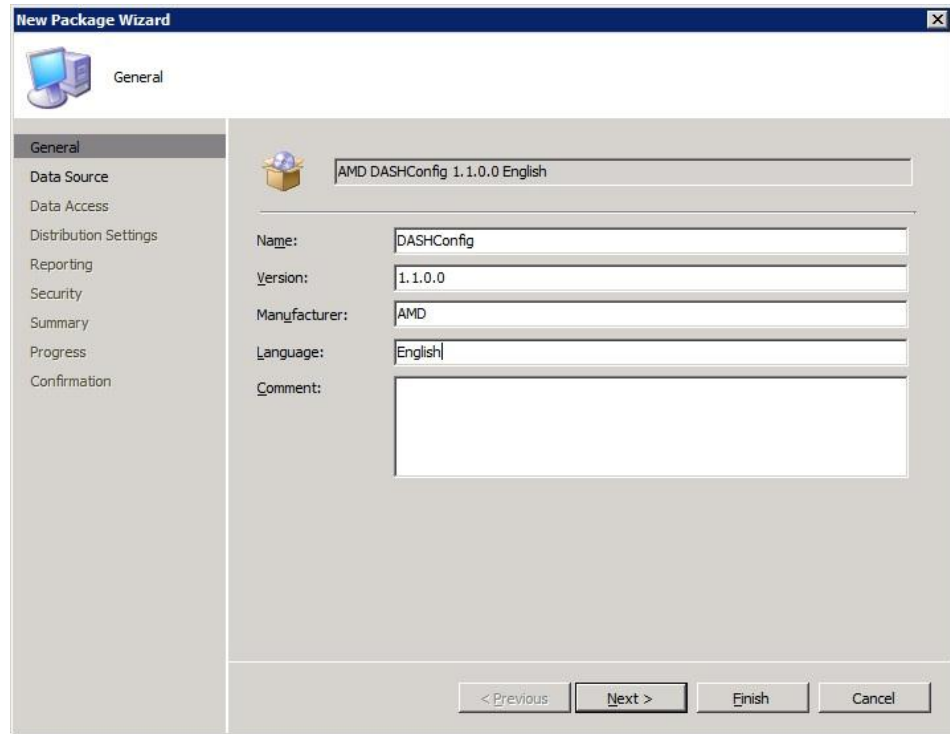 New Package Wizard
General
General
Data Source
Data Access
Distribution Settings
Reporting
Security
Summary
Progress
Confirmation
AMD DASHConfig 1.1.0.0 English
Name: DASHConfig
Version: 1.1.0.0
Manufacturer: AMD
Language: English
Comment:
< Previous Next > Finish Cancel